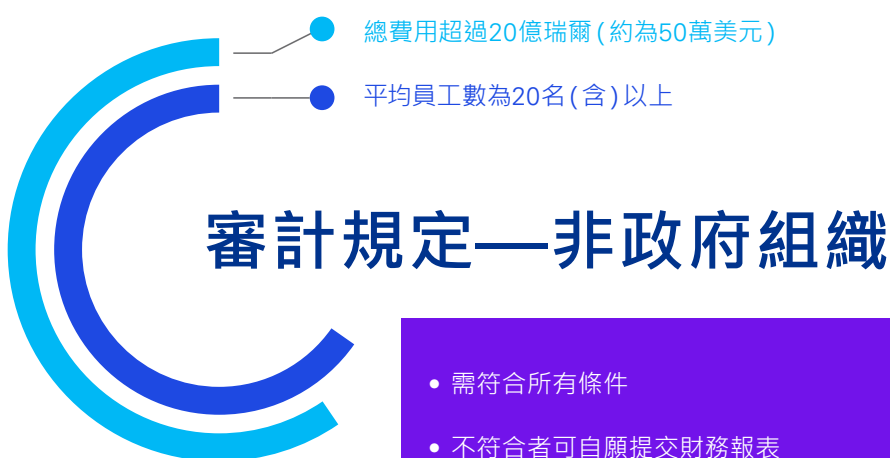 總費用超過20億瑞爾(約為50萬美元)
平均員工數為20名(含)以上
審計規定—非政府組織
• 需符合所有條件
• 不符合者可自願提交財務報表